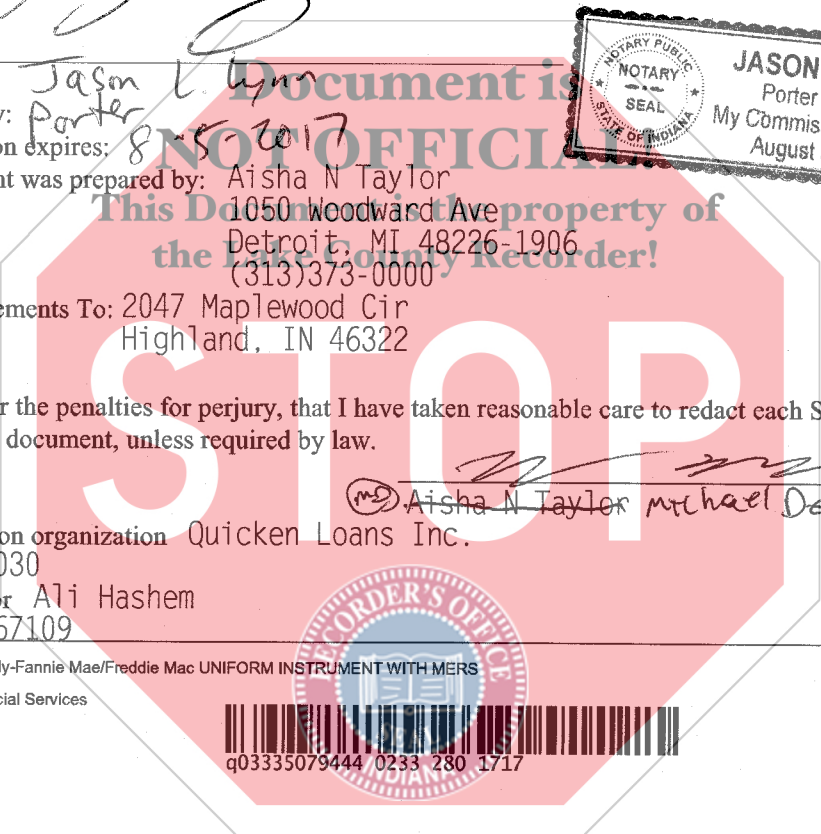 Jason L. Lynn
Document is
NOTARY PUBLIC
NOTARY
SEAL
STATE OF INDIANA
JASON
Porter
My Commis
August
y: Porter
on expires: 8-5-2017
NOT OFFICIAL!
nt was prepared by: Aisha N Taylor
1050 Woodward Ave
This Document is the property of
Detroit, MI 48226-1906
the Lake County Recorder!
(313)373-0000
ements To: 2047 Maplewood Cir
Highland, IN 46322
STOP
r the penalties for perjury, that I have taken reasonable care to redact each S
document, unless required by law.
Aisha N Taylor Michael De
on organization Quicken Loans Inc.
030
r Ali Hashem
67109
RECORDER'S OFFICE
SEAL
INDIANA
ly-Fannie Mae/Freddie Mac UNIFORM INSTRUMENT WITH MERS
cial Services
q03335079444 0233 280 1717